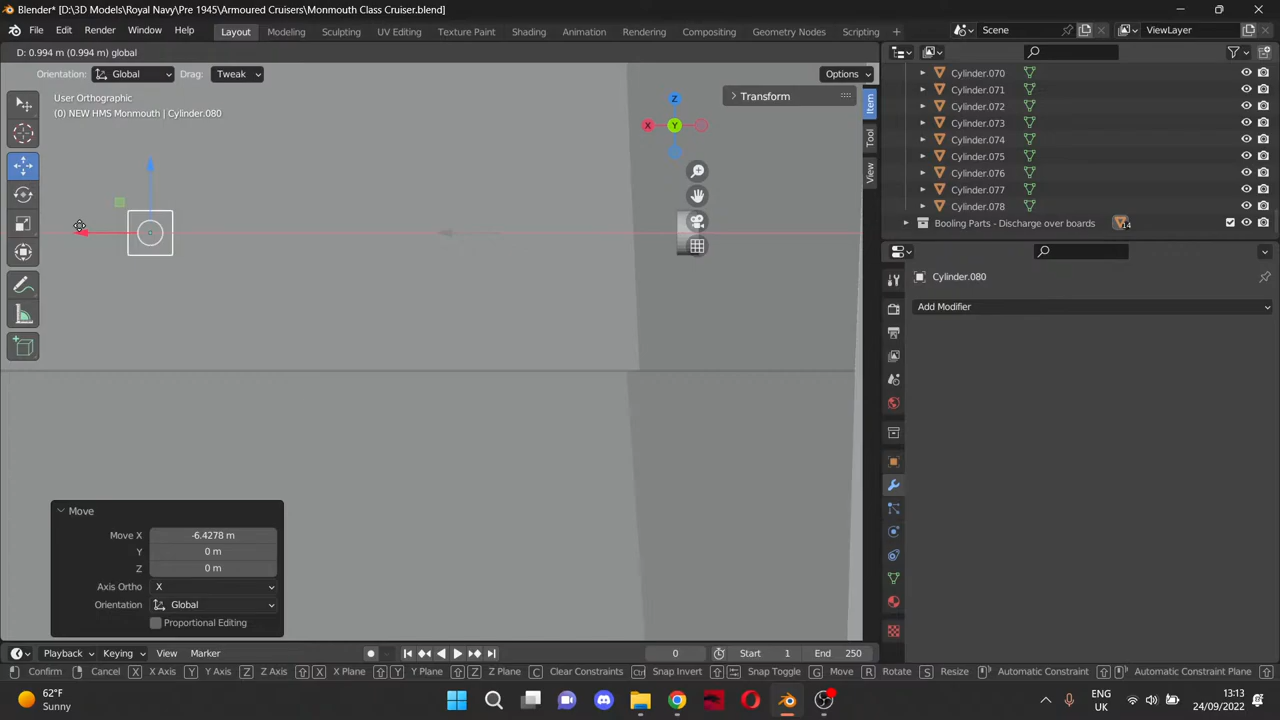 Blender* [D:\3D Models\Royal Navy\Pre 1945\Armoured Cruisers\Monmouth Class Cruiser.blend]
File Edit Render Window Help Layout Modeling Sculpting UV Editing Texture Paint Shading Animation Rendering Compositing Geometry Nodes Scripting + Scene ViewLayer
D: 0.994 m (0.994 m) global
Orientation: Global Drag: Tweak Options
User Orthographic
(0) NEW HMS Monmouth | Cylinder.080
Transform
Z
Y
X
Item
Tool
View
Cylinder.070
Cylinder.071
Cylinder.072
Cylinder.073
Cylinder.074
Cylinder.075
Cylinder.076
Cylinder.077
Cylinder.078
Booling Parts - Discharge over boards 14
Cylinder.080
Add Modifier
Move
Move X -6.4278 m
Y 0 m
Z 0 m
Axis Ortho X
Orientation Global
Proportional Editing
Playback Keying View Marker 0 Start 1 End 250
Confirm Cancel X X Axis Y Y Axis Z Z Axis X X Plane Y Y Plane Z Z Plane C Clear Constraints Ctrl Snap Invert Snap Toggle G Move R Rotate S Resize Automatic Constraint Automatic Constraint Plane
62°F
Sunny
ENG
UK
13:13
24/09/2022